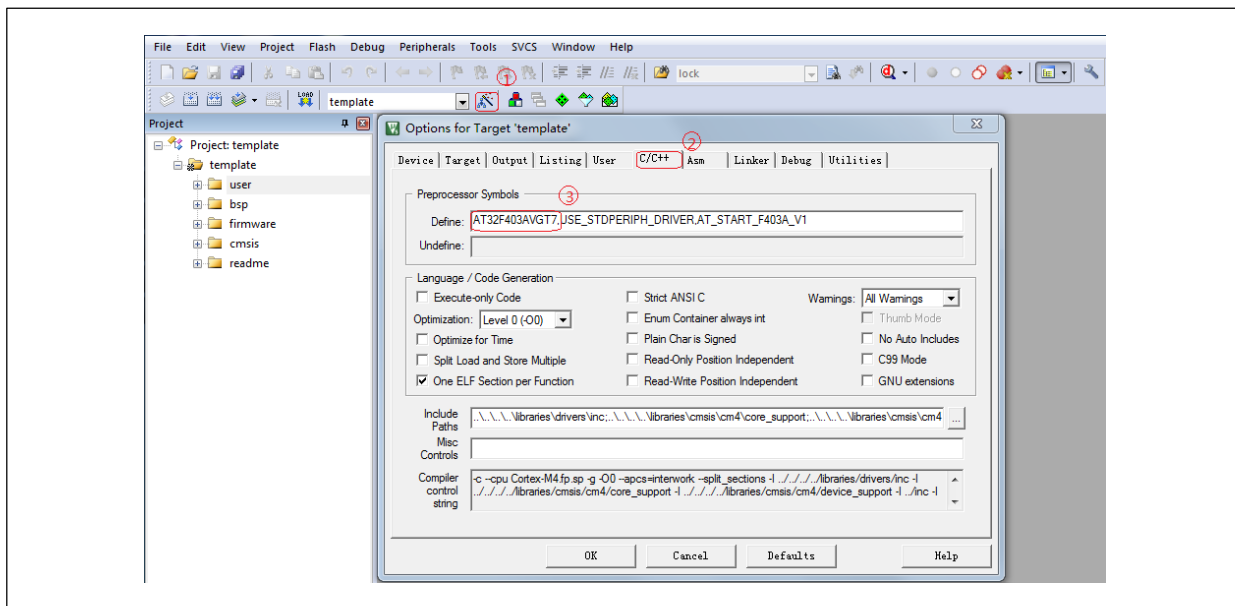 File Edit View Project Flash Debug Peripherals Tools SVCS Window Help
lock
①
LOAD template
Project
Project: template
template
user
bsp
firmware
cmsis
readme
Options for Target 'template'
②
Device Target Output Listing User C/C++ Asm Linker Debug Utilities
Preprocessor Symbols
③
Define: AT32F403AVGT7,USE_STDPERIPH_DRIVER,AT_START_F403A_V1
Undefine:
Language / Code Generation
Execute-only Code Strict ANSI C Warnings: All Warnings
Optimization: Level 0 (-O0) Enum Container always int Thumb Mode
Optimize for Time Plain Char is Signed No Auto Includes
Split Load and Store Multiple Read-Only Position Independent C99 Mode
One ELF Section per Function Read-Write Position Independent GNU extensions
Include Paths ..\..\..\..\libraries\drivers\inc;..\..\..\..\libraries\cmsis\cm4\core_support;..\..\..\..\libraries\cmsis\cm4 ...
Misc Controls
Compiler control string -c --cpu Cortex-M4.fp.sp -g -O0 --apcs=interwork --split_sections -I ../../../../libraries/drivers/inc -I
../../../../libraries/cmsis/cm4/core_support -I ../../../../libraries/cmsis/cm4/device_support -I ../inc -I
OK Cancel Defaults Help